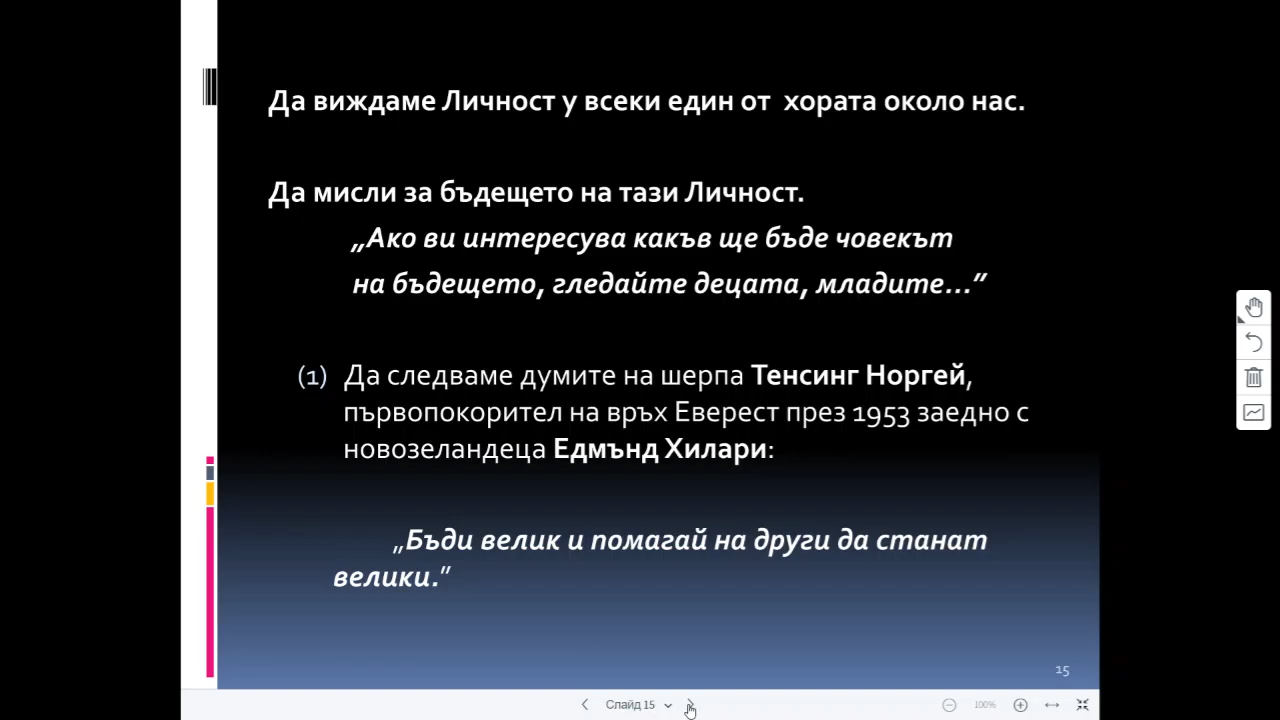 Да виждаме Личност у всеки един от хората около нас.
Да мисли за бъдещето на тази Личност.
„Ако ви интересува какъв ще бъде човекът
на бъдещето, гледайте децата, младите...”
(1) Да следваме думите на шерпа Тенсинг Норгей,
първопокорител на връх Еверест през 1953 заедно с
новозеландеца Едмънд Хилари:
„Бъди велик и помагай на други да станат
велики.”
15
Слайд 15
100%